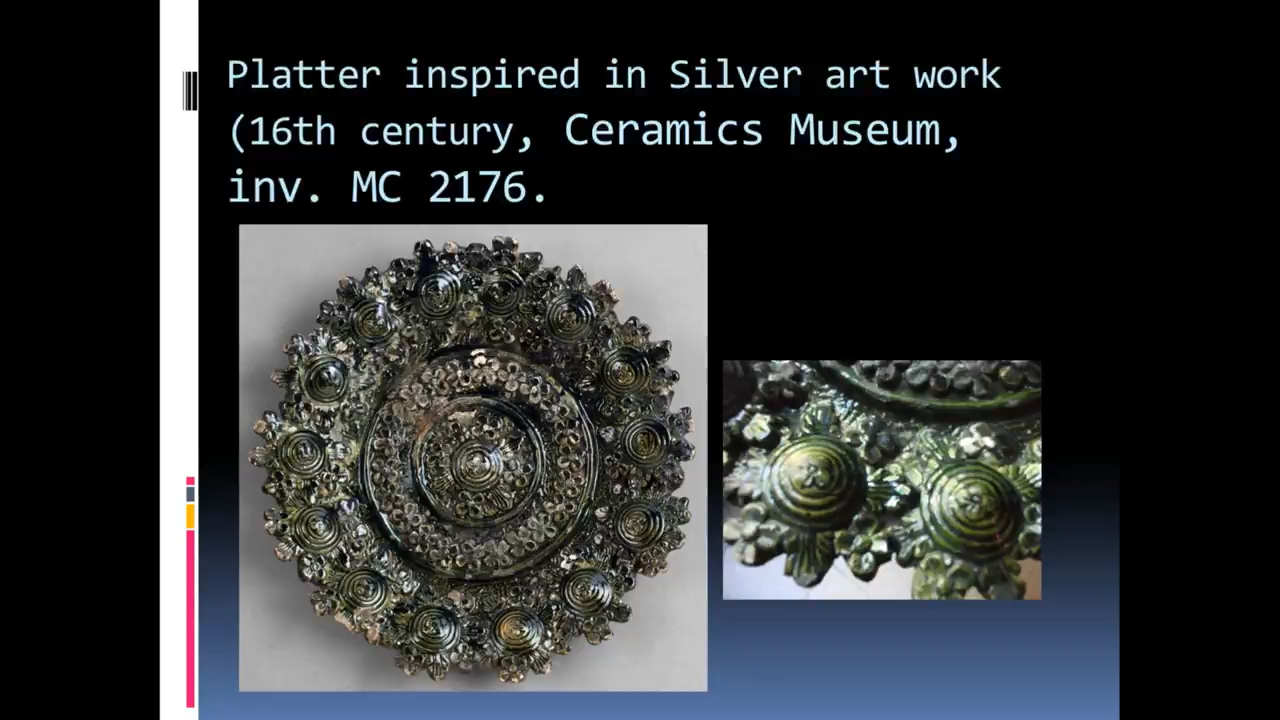 Platter inspired in Silver art work
(16th century, Ceramics Museum,
inv. MC 2176.